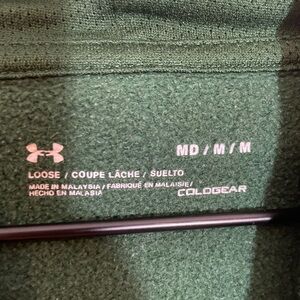 MD / M / M
LOOSE / COUPE LÂCHE / SUELTO
MADE IN MALAYSIA / FABRIQUÉ EN MALAISIE /
HECHO EN MALASIA
COLDGEAR